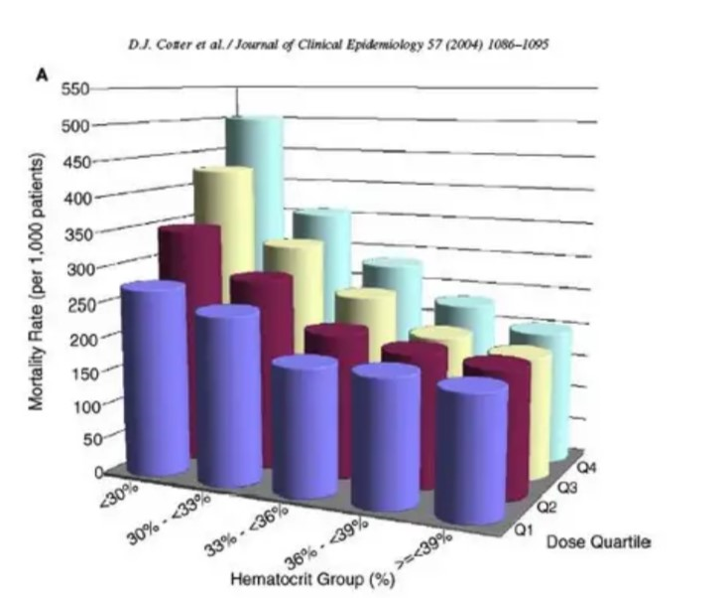 D.J. Cotter et al. / Journal of Clinical Epidemiology 57 (2004) 1086–1095
A
Mortality Rate (per 1,000 patients)
550
500
450
400
350
300
250
200
150
100
50
0
<30%
30% - <33%
33% - <36%
36% - <39%
>=<39%
Hematocrit Group (%)
Q1
Q2
Q3
Q4
Dose Quartile